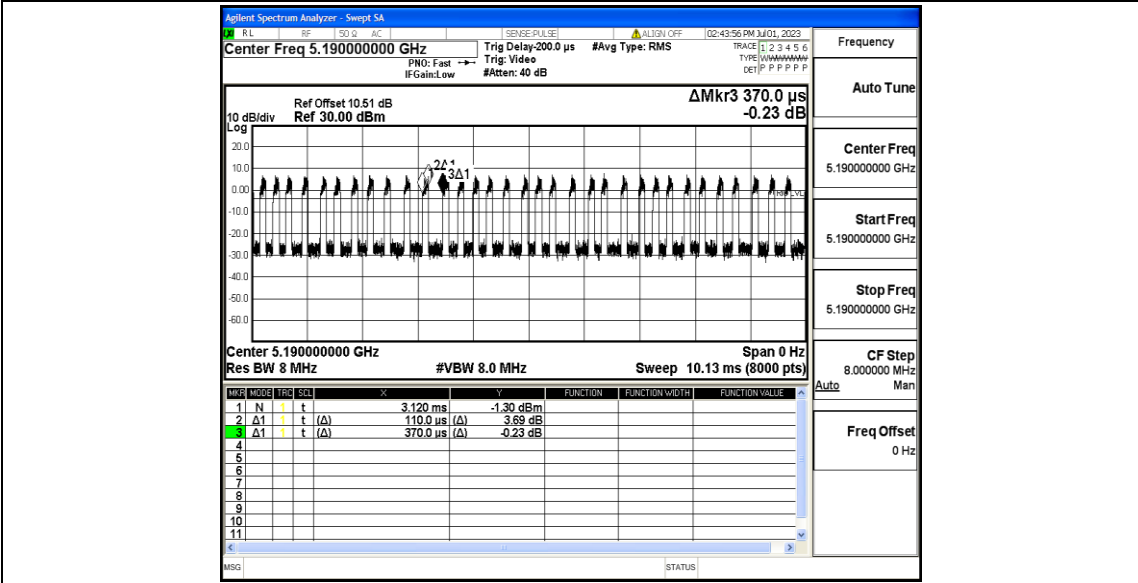 Agilent Spectrum Analyzer - Swept SA
RL RF 50 Ω AC SENSE:PULSE ALIGN OFF 02:43:56 PM Jul 01, 2023
Center Freq 5.190000000 GHz
PNO: Fast
IFGain:Low
Trig Delay-200.0 µs
Trig: Video
#Atten: 40 dB
#Avg Type: RMS
TRACE 1 2 3 4 5 6
TYPE WWWWWW
DET P P P P P P
Ref Offset 10.51 dB
10 dB/div Ref 30.00 dBm
Log
ΔMkr3 370.0 µs
-0.23 dB
20.0
10.0
0.00
-10.0
-20.0
-30.0
-40.0
-50.0
-60.0
3Δ1
Center 5.190000000 GHz Span 0 Hz
Res BW 8 MHz #VBW 8.0 MHz Sweep 10.13 ms (8000 pts)
MKR MODE TRC SCL X Y FUNCTION FUNCTION WIDTH FUNCTION VALUE
1 N 1 t 3.120 ms -1.30 dBm
2 Δ1 1 t (Δ) 110.0 µs (Δ) 3.69 dB
3 Δ1 1 t (Δ) 370.0 µs (Δ) -0.23 dB
4
5
6
7
8
9
10
11
MSG STATUS
Frequency
Auto Tune
Center Freq
5.190000000 GHz
Start Freq
5.190000000 GHz
Stop Freq
5.190000000 GHz
CF Step
8.000000 MHz
Auto Man
Freq Offset
0 Hz